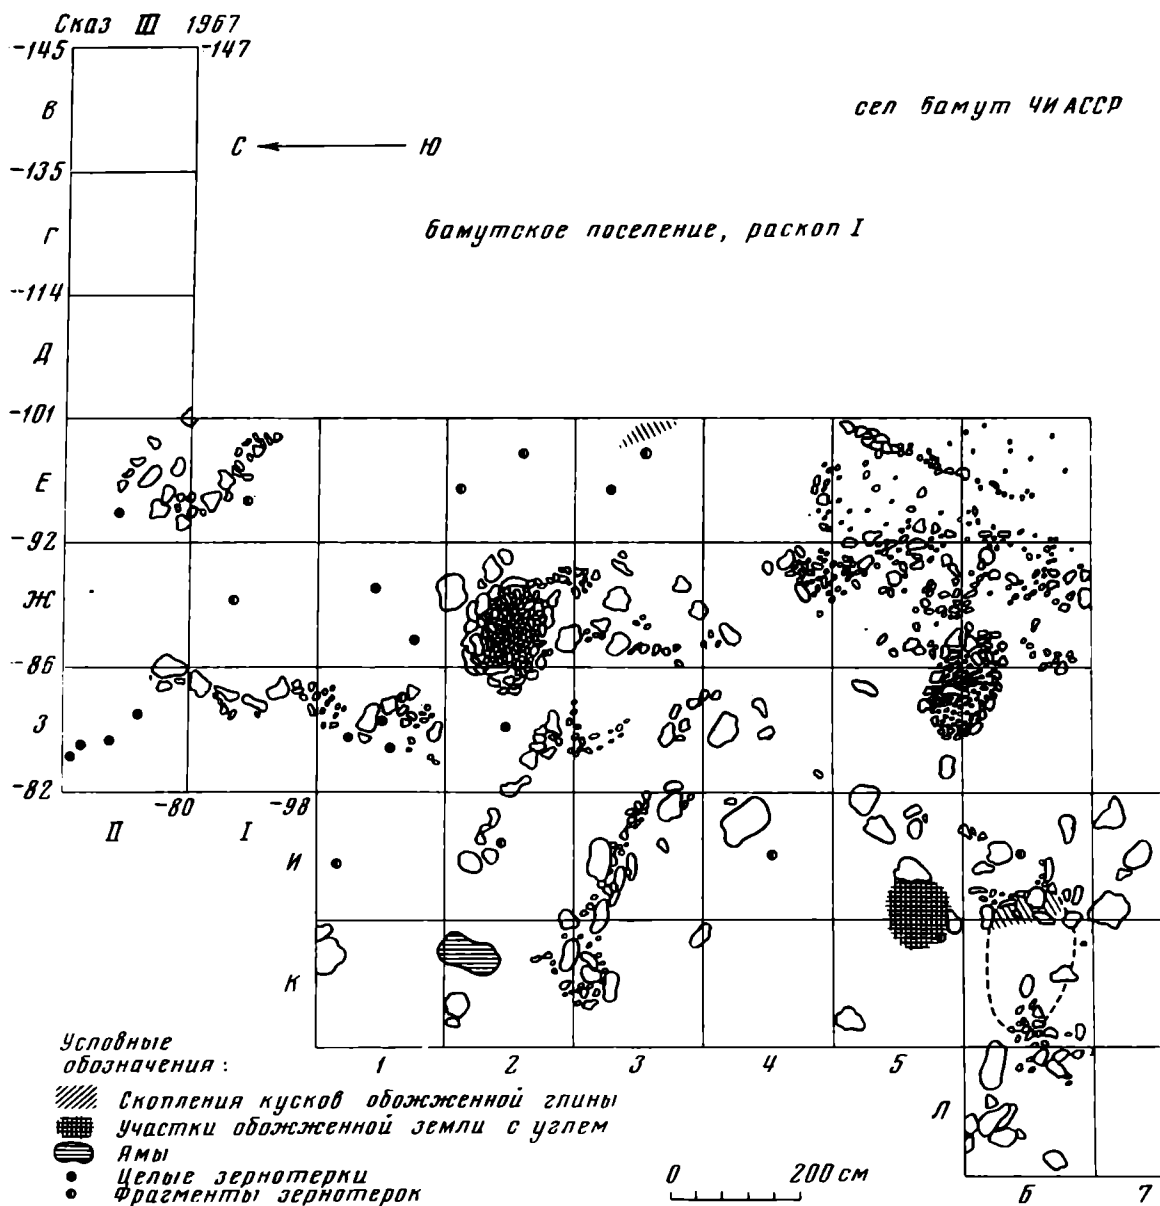 Сказ III 1967
-145
-147
В
сел бамут ЧИАССР
С
Ю
-135
Г
бамутское поселение, раскоп I
-114
Д
-101
Е
-92
Ж
-86
З
-82
-80
-98
II
I
И
К
Условные
обозначения:
1
2
3
4
5
Скопления кусков обожженной глины
Л
Участки обожженной земли с углем
Ямы
Целые зернотерки
Фрагменты зернотерок
0
200 см
6
7